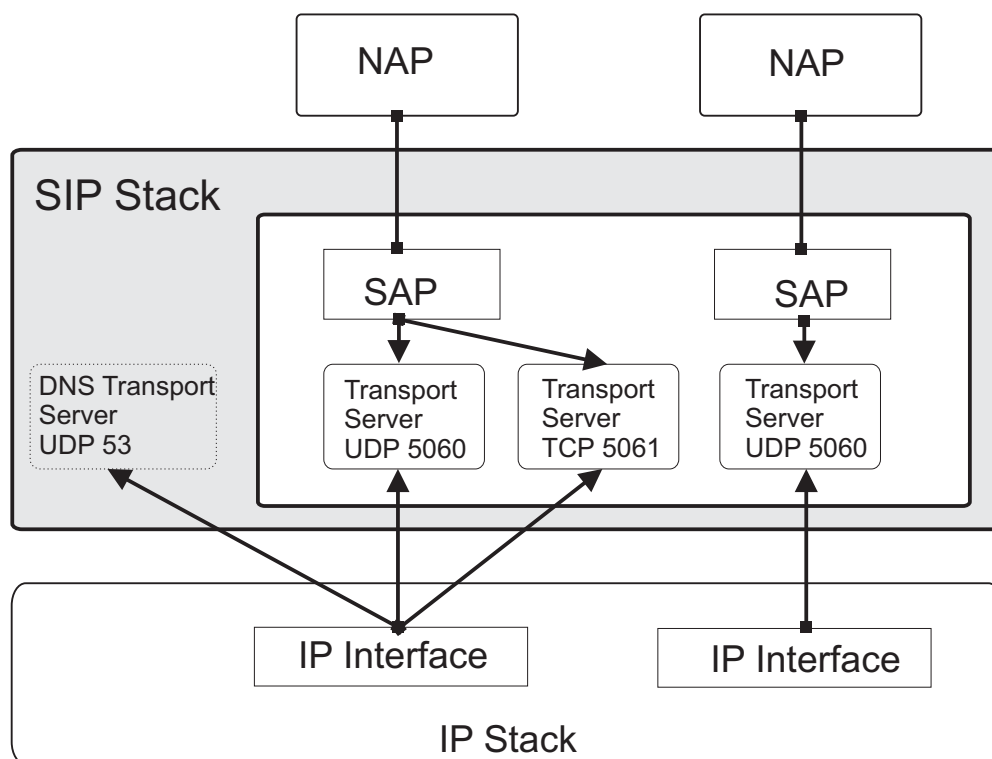 NAP
NAP
SIP Stack
SAP
SAP
DNS Transport
Server
UDP 53
Transport
Server
UDP 5060
Transport
Server
TCP 5061
Transport
Server
UDP 5060
IP Interface
IP Interface
IP Stack